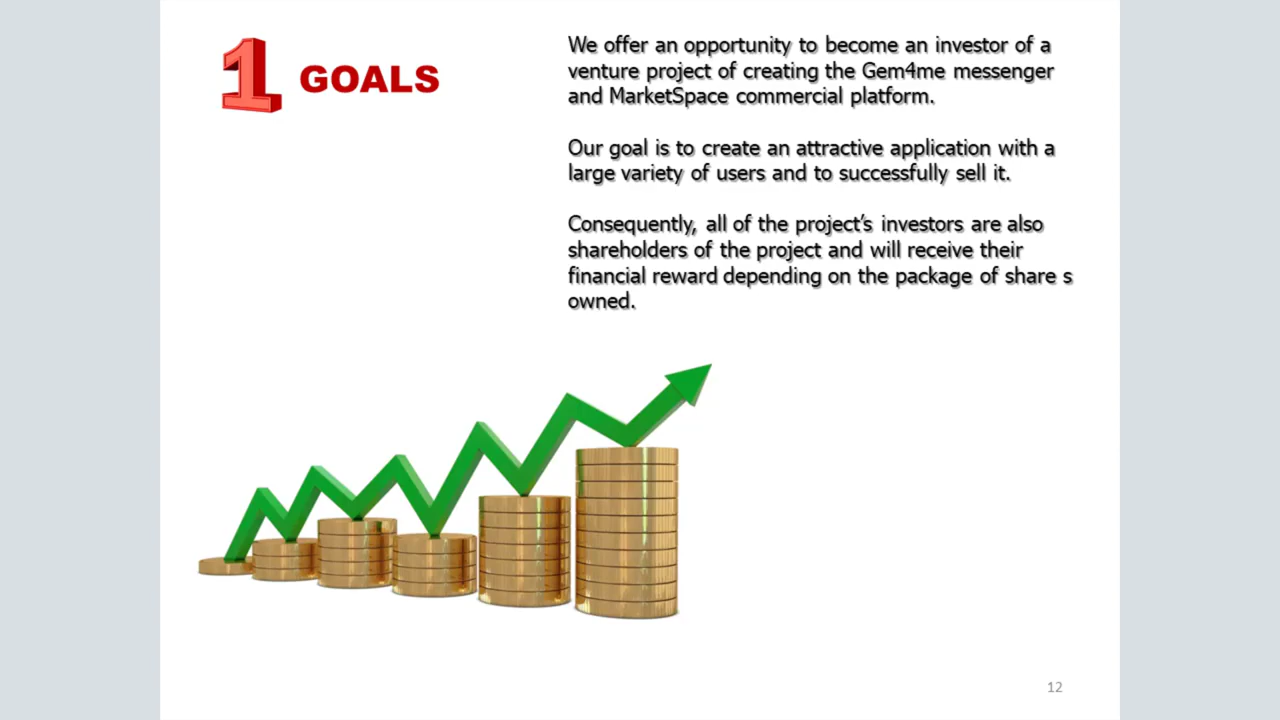 1 GOALS
We offer an opportunity to become an investor of a
venture project of creating the Gem4me messenger
and MarketSpace commercial platform.
Our goal is to create an attractive application with a
large variety of users and to successfully sell it.
Consequently, all of the project’s investors are also
shareholders of the project and will receive their
financial reward depending on the package of share s
owned.
12